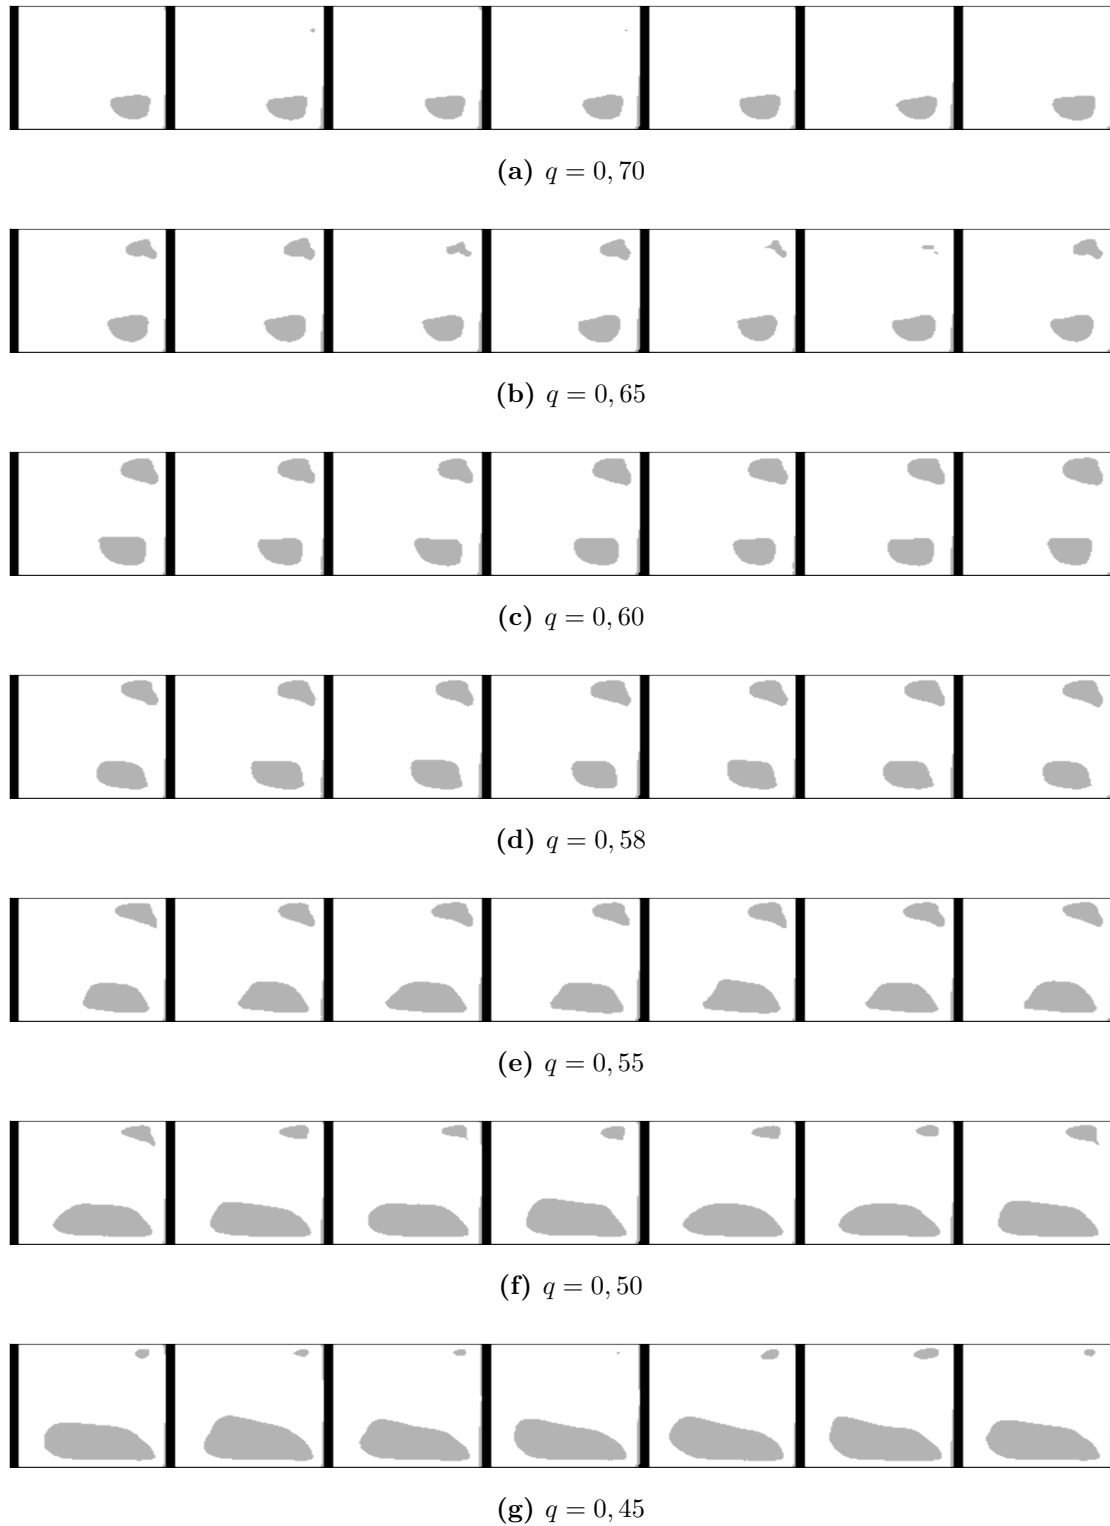 (a) q = 0, 70
(b) q = 0, 65
(c) q = 0, 60
(d) q = 0, 58
(e) q = 0, 55
(f) q = 0, 50
(g) q = 0, 45